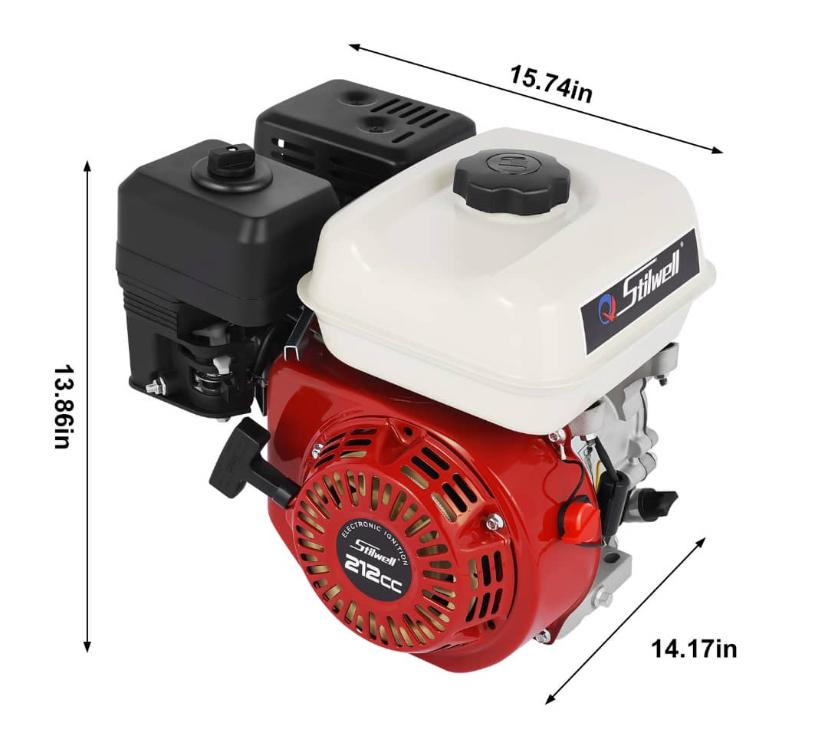 15.74in
Stilwell
13.86in
ELECTRONIC IGNITION
Stilwell
212CC
14.17in